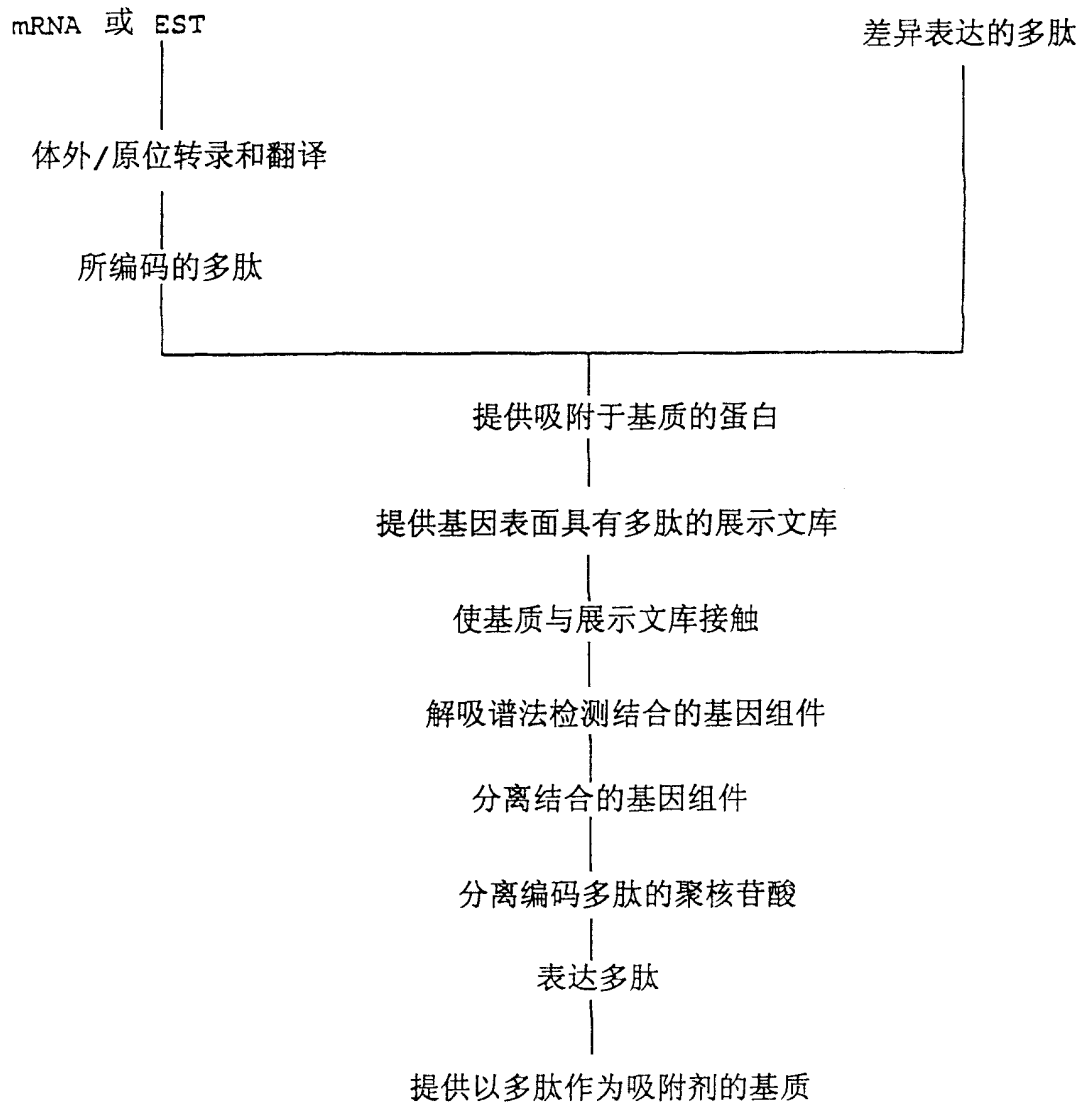 mRNA 或 EST
差异表达的多肽
体外/原位转录和翻译
所编码的多肽
提供吸附于基质的蛋白
提供基因表面具有多肽的展示文库
使基质与展示文库接触
解吸谱法检测结合的基因组件
分离结合的基因组件
分离编码多肽的聚核苷酸
表达多肽
提供以多肽作为吸附剂的基质